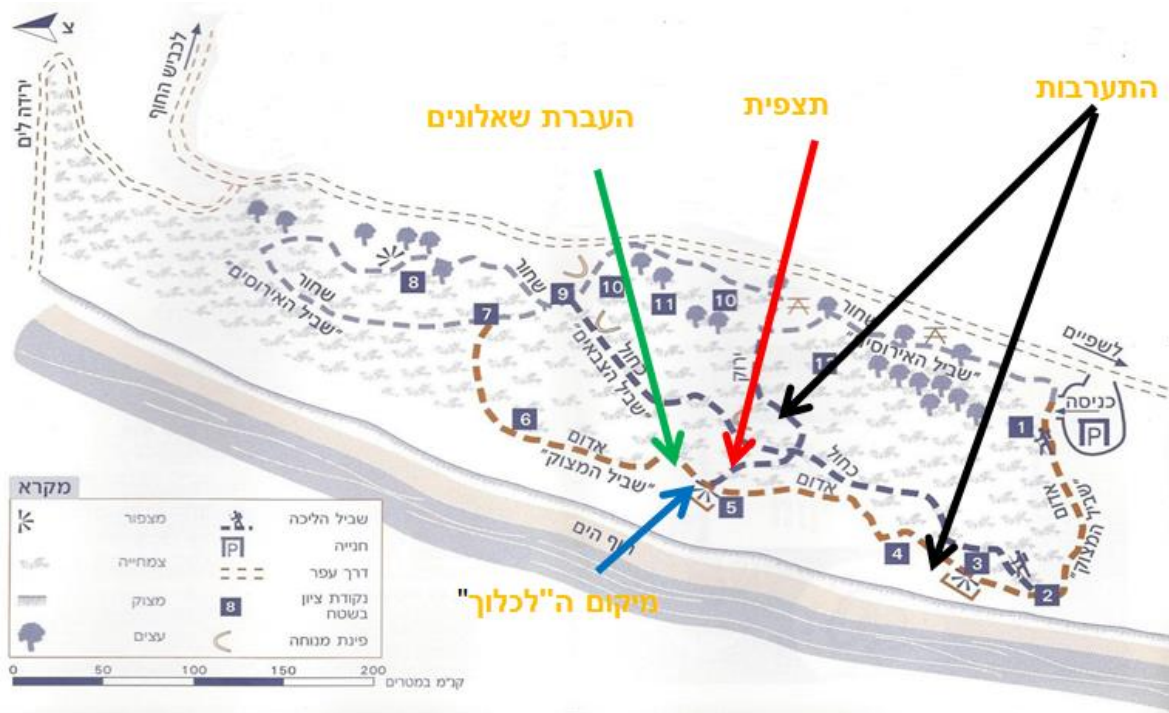 צ
ירידה לים
לכביש החוף
העברת שאלונים
תצפית
התערבות
שחור
"שביל האירוסים"
8
7
שחור
9
10
11
10
כחול
"שביל הצבאים"
ירוק
שחור
"שביל האירוסי
לשפיים
כניסה
P
1
6
אדום
"שביל המצוק"
5
אדום
כחול
4
3
2
אדום
"שביל המצוק"
הים
מיקום ה"לכלוך"
מקרא
שביל הליכה
מצפור
P
חנייה
צמחייה
דרך עפר
8
נקודת ציון
בשטח
מצוק
פינת מנוחה
עצים
0 50 100 150 200
קנ"מ במטרים